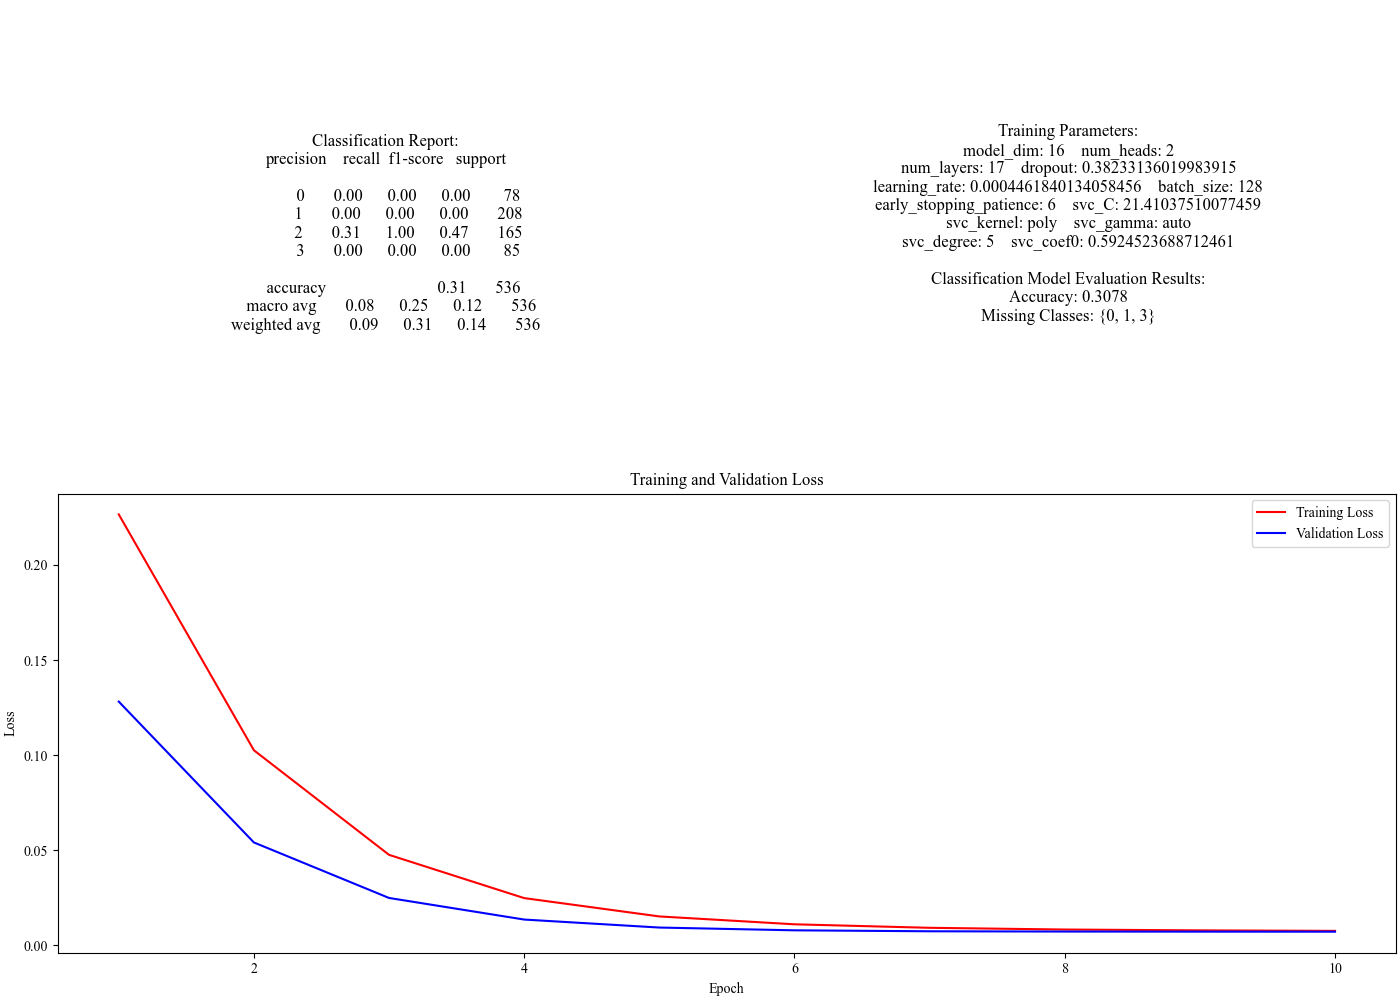 Classification Report:
precision recall f1-score support
0 0.00 0.00 0.00 78
1 0.00 0.00 0.00 208
2 0.31 1.00 0.47 165
3 0.00 0.00 0.00 85
accuracy 0.31 536
macro avg 0.08 0.25 0.12 536
weighted avg 0.09 0.31 0.14 536
Training Parameters:
model_dim: 16 num_heads: 2
num_layers: 17 dropout: 0.38233136019983915
learning_rate: 0.0004461840134058456 batch_size: 128
early_stopping_patience: 6 svc_C: 21.41037510077459
svc_kernel: poly svc_gamma: auto
svc_degree: 5 svc_coef0: 0.5924523688712461
Classification Model Evaluation Results:
Accuracy: 0.3078
Missing Classes: {0, 1, 3}
Training and Validation Loss
Training Loss
Validation Loss
Loss
0.20
0.15
0.10
0.05
0.00
2 4 6 8 10
Epoch